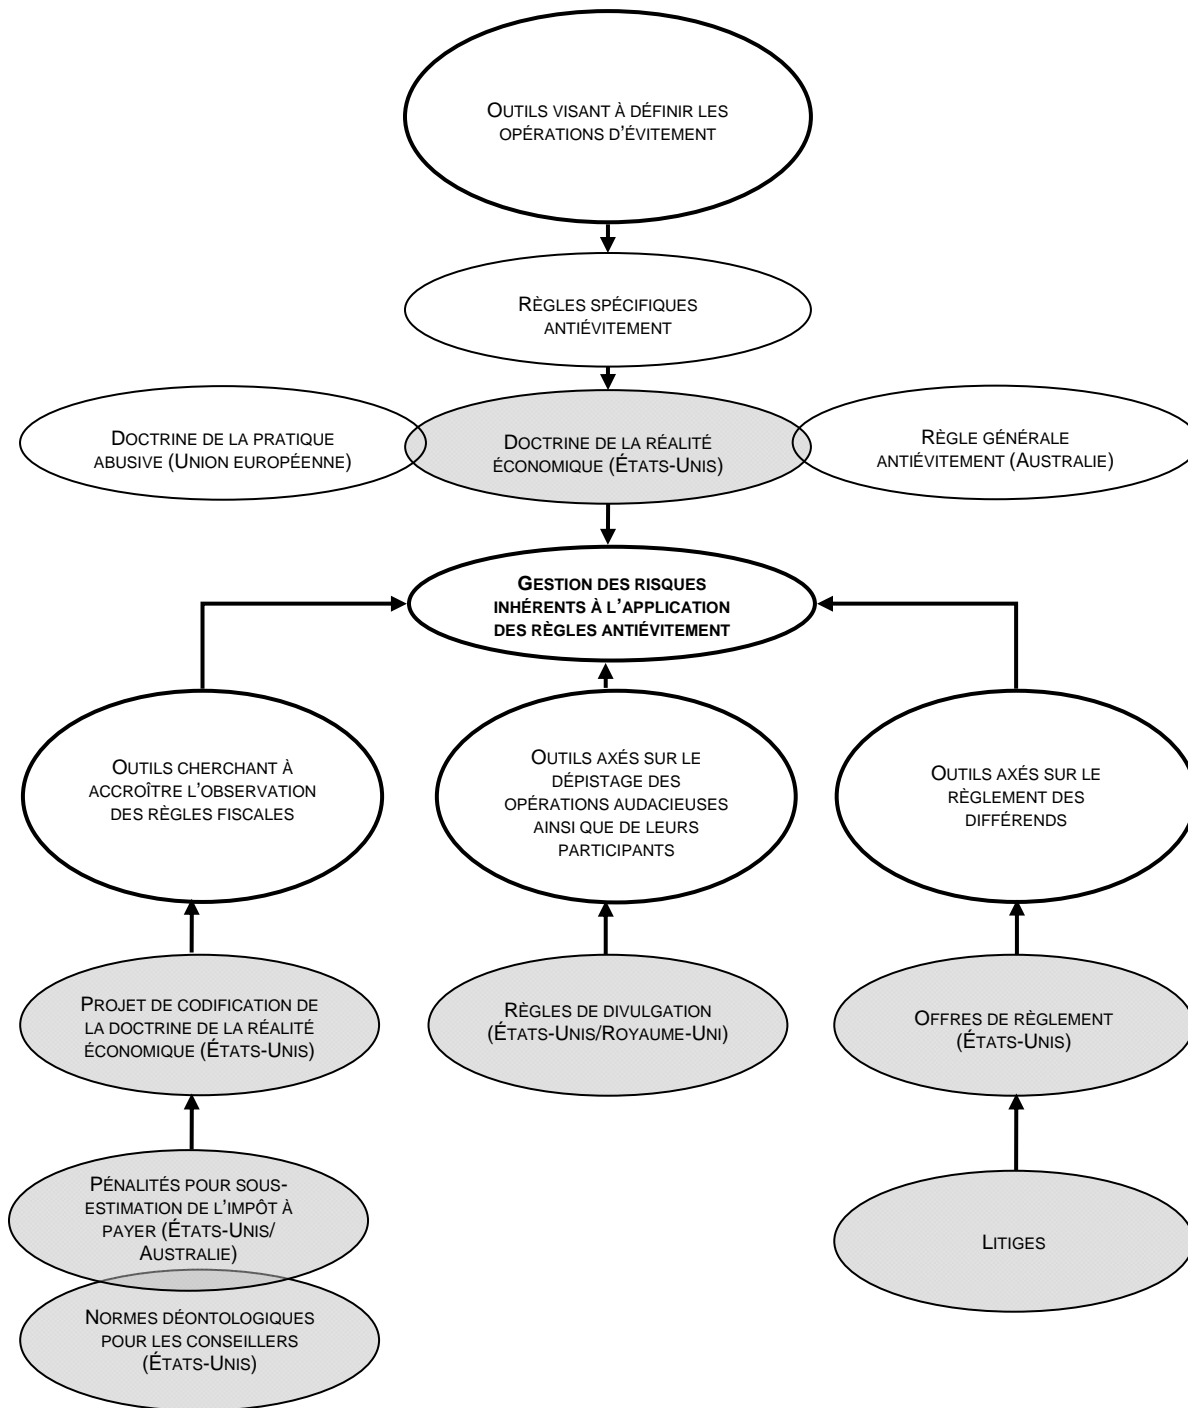 OUTILS VISANT À DÉFINIR LES
OPÉRATIONS D'ÉVITEMENT
RÈGLES SPÉCIFIQUES
ANTIÉVITEMENT
DOCTRINE DE LA PRATIQUE
ABUSIVE (UNION EUROPÉENNE)
DOCTRINE DE LA RÉALITÉ
ÉCONOMIQUE (ÉTATS-UNIS)
RÈGLE GÉNÉRALE
ANTIÉVITEMENT (AUSTRALIE)
GESTION DES RISQUES
INHÉRENTS À L'APPLICATION
DES RÈGLES ANTIÉVITEMENT
OUTILS CHERCHANT À
ACCROÎTRE L'OBSERVATION
DES RÈGLES FISCALES
OUTILS AXÉS SUR LE
DÉPISTAGE DES
OPÉRATIONS AUDACIEUSES
AINSI QUE DE LEURS
PARTICIPANTS
OUTILS AXÉS SUR LE
RÈGLEMENT DES
DIFFÉRENDS
PROJET DE CODIFICATION DE
LA DOCTRINE DE LA RÉALITÉ
ÉCONOMIQUE (ÉTATS-UNIS)
RÈGLES DE DIVULGATION
(ÉTATS-UNIS/ROYAUME-UNI)
OFFRES DE RÈGLEMENT
(ÉTATS-UNIS)
PÉNALITÉS POUR SOUS-
ESTIMATION DE L'IMPÔT À
PAYER (ÉTATS-UNIS/
AUSTRALIE)
LITIGES
NORMES DÉONTOLOGIQUES
POUR LES CONSEILLERS
(ÉTATS-UNIS)